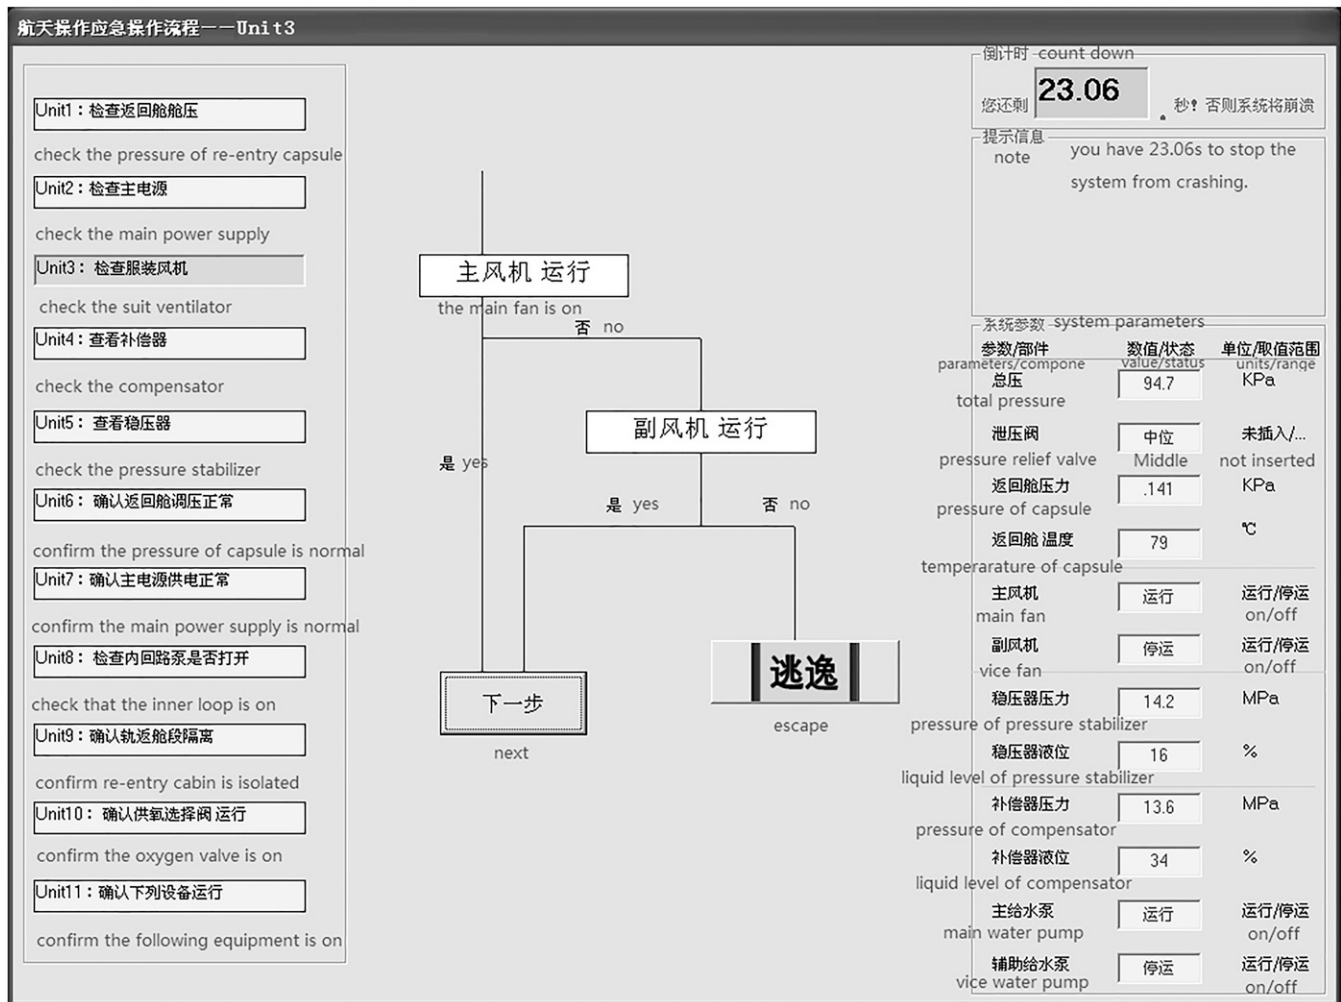 航天操作应急操作流程——Unit3
Unit1：检查返回舱舱压
check the pressure of re-entry capsule
Unit2：检查主电源
check the main power supply
Unit3：检查服装风机
check the suit ventilator
Unit4：查看补偿器
check the compensator
Unit5：查看稳压器
check the pressure stabilizer
Unit6：确认返回舱调压正常
confirm the pressure of capsule is normal
Unit7：确认主电源供电正常
confirm the main power supply is normal
Unit8：检查内回路泵是否打开
check that the inner loop is on
Unit9：确认轨返舱段隔离
confirm re-entry cabin is isolated
Unit10：确认供氧选择阀 运行
confirm the oxygen valve is on
Unit11：确认下列设备运行
confirm the following equipment is on
主风机 运行
the main fan is on
否 no
副风机 运行
是 yes
是 yes
否 no
下一步
next
逃逸
escape
倒计时 count down
您还剩 23.06 。秒！否则系统将崩溃
提示信息
note
you have 23.06s to stop the
system from crashing.
系统参数 system parameters
参数/部件 数值/状态 单位/取值范围
parameters/compone value/status units/range
总压 94.7 KPa
total pressure
泄压阀 中位 未插入/...
pressure relief valve Middle not inserted
返回舱压力 .141 KPa
pressure of capsule
返回舱 温度 79 ℃
temperarature of capsule
主风机 运行 运行/停运
main fan on/off
副风机 停运 运行/停运
vice fan on/off
稳压器压力 14.2 MPa
pressure of pressure stabilizer
稳压器液位 16 %
liquid level of pressure stabilizer
补偿器压力 13.6 MPa
pressure of compensator
补偿器液位 34 %
liquid level of compensator
主给水泵 运行 运行/停运
main water pump on/off
辅助给水泵 停运 运行/停运
vice water pump on/off